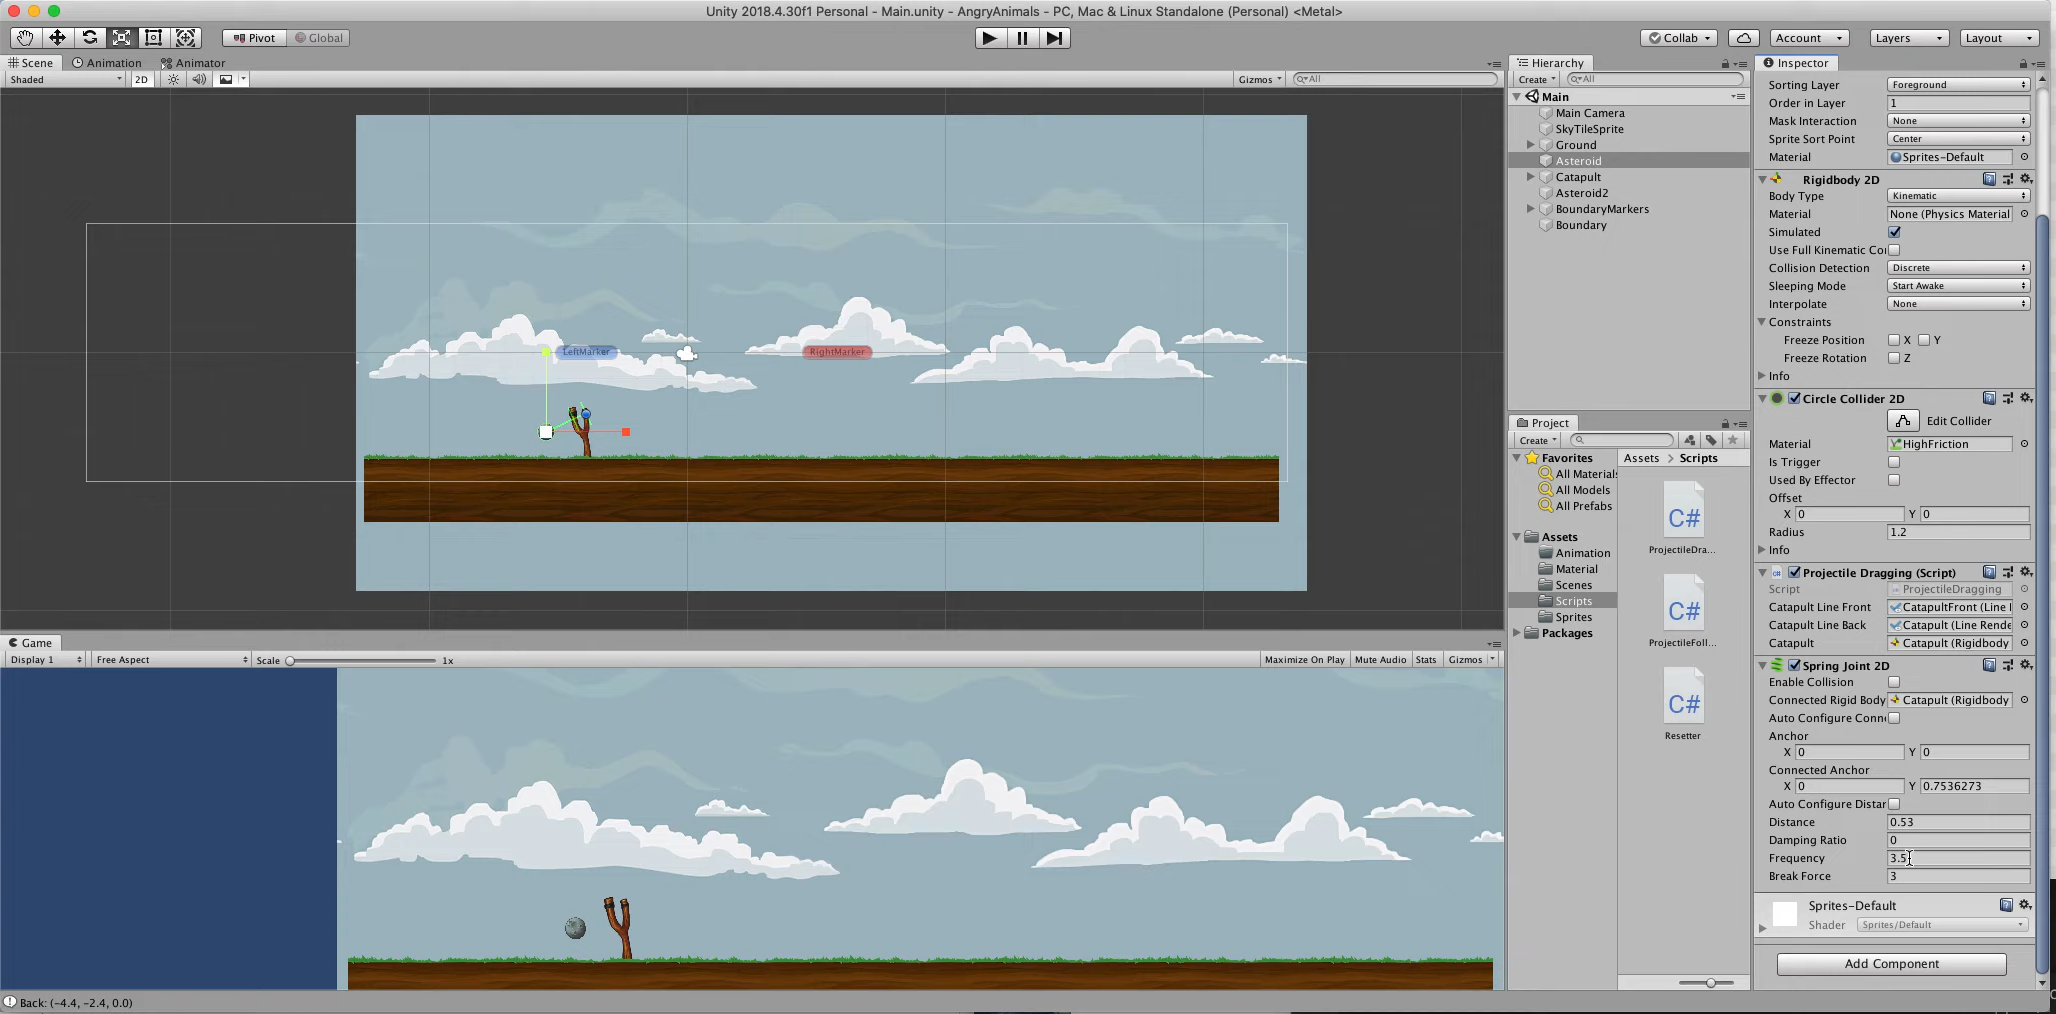 Unity 2018.4.30f1 Personal - Main.unity - AngryAnimals - PC, Mac & Linux Standalone (Personal) <Metal>
Pivot Global Collab Account Layers Layout
Scene Animation Animator
Shaded 2D Gizmos All
LeftMarker RightMarker
Game
Display 1 Free Aspect Scale 1x Maximize On Play Mute Audio Stats Gizmos
Back: (-4.4, -2.4, 0.0)
Hierarchy
Create All
Main
Main Camera
SkyTileSprite
Ground
Asteroid
Catapult
Asteroid2
BoundaryMarkers
Boundary
Project
Create
Favorites
All Materials
All Models
All Prefabs
Assets
Animation
Material
Scenes
Scripts
Sprites
Packages
Assets > Scripts
C#
ProjectileDra...
C#
ProjectileFoll...
C#
Resetter
Inspector
Sorting Layer Foreground
Order in Layer 1
Mask Interaction None
Sprite Sort Point Center
Material Sprites-Default
Rigidbody 2D
Body Type Kinematic
Material None (Physics Material
Simulated
Use Full Kinematic Co
Collision Detection Discrete
Sleeping Mode Start Awake
Interpolate None
Constraints
Freeze Position X Y
Freeze Rotation Z
Info
Circle Collider 2D
Edit Collider
Material HighFriction
Is Trigger
Used By Effector
Offset
X 0 Y 0
Radius 1.2
Info
C# Projectile Dragging (Script)
Script ProjectileDragging
Catapult Line Front CatapultFront (Line
Catapult Line Back Catapult (Line Rende
Catapult Catapult (Rigidbody
Spring Joint 2D
Enable Collision
Connected Rigid Body Catapult (Rigidbody
Auto Configure Conn
Anchor
X 0 Y 0
Connected Anchor
X 0 Y 0.7536273
Auto Configure Distan
Distance 0.53
Damping Ratio 0
Frequency 3.5
Break Force 3
Sprites-Default
Shader Sprites/Default
Add Component